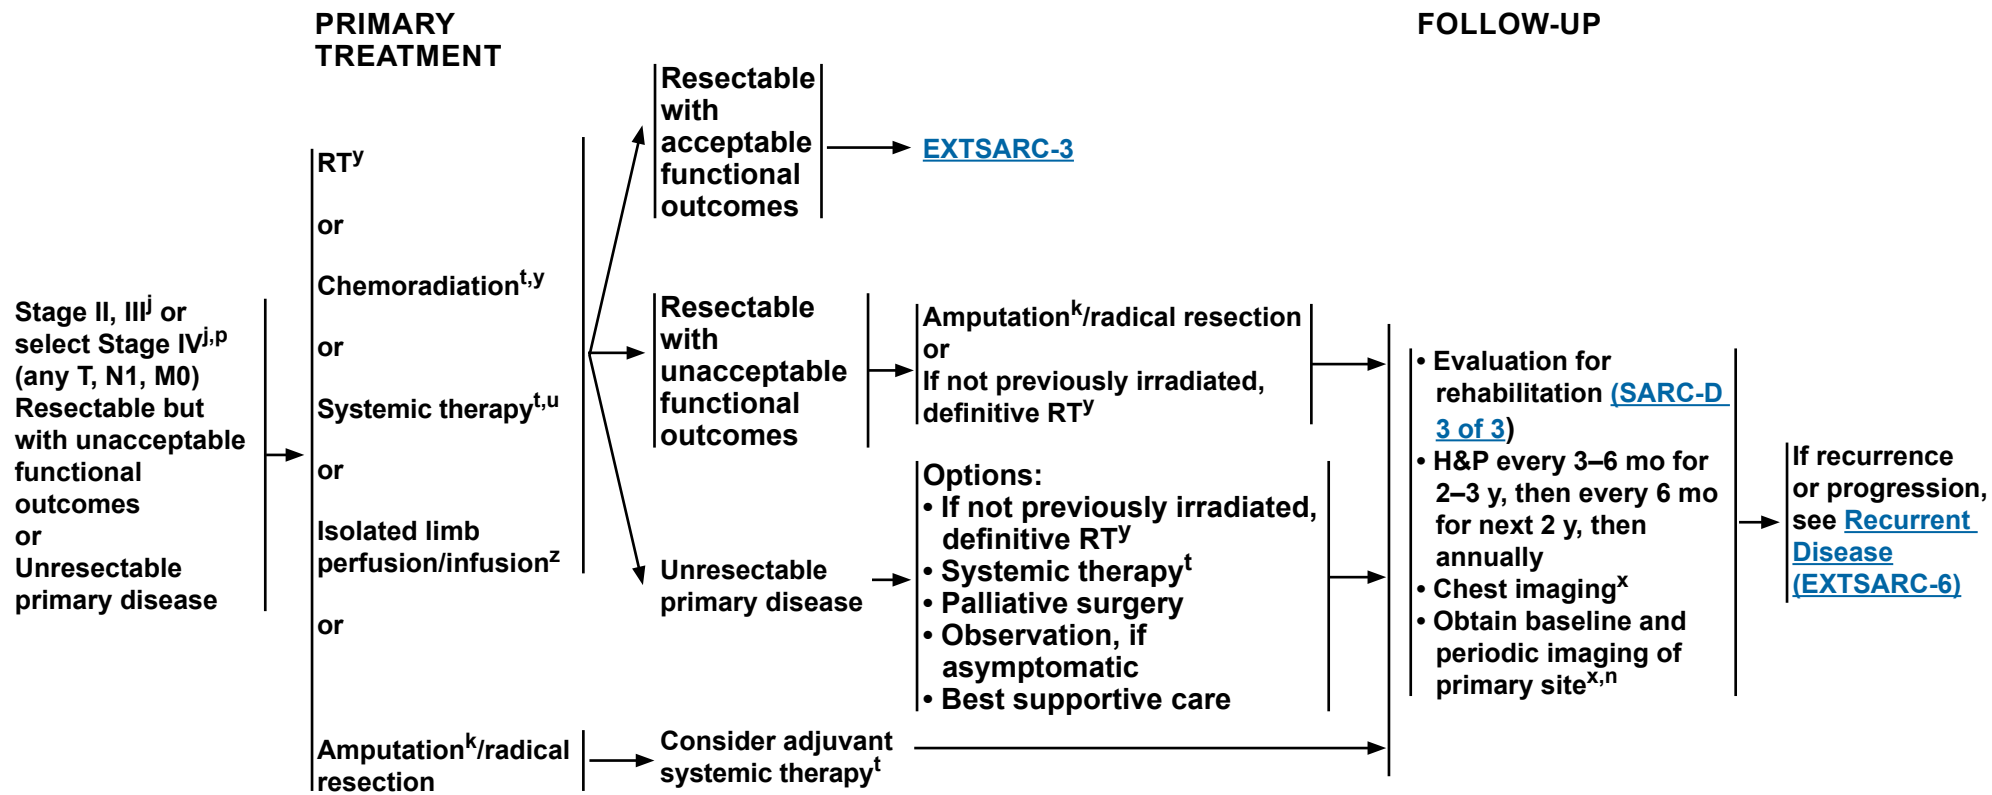 PRIMARY
TREATMENT
FOLLOW-UP
Stage II, IIIj or
select Stage IVj,p
(any T, N1, M0)
Resectable but
with unacceptable
functional
outcomes
or
Unresectable
primary disease
RTy
or
Chemoradiationt,y
or
Systemic therapyt,u
or
Isolated limb
perfusion/infusionz
or
Amputationk/radical
resection
Resectable
with
acceptable
functional
outcomes
EXTSARC-3
Resectable
with
unacceptable
functional
outcomes
Amputationk/radical resection
or
If not previously irradiated,
definitive RTy
Unresectable
primary disease
Options:
• If not previously irradiated,
definitive RTy
• Systemic therapyt
• Palliative surgery
• Observation, if
asymptomatic
• Best supportive care
Consider adjuvant
systemic therapyt
• Evaluation for
rehabilitation (SARC-D
3 of 3)
• H&P every 3–6 mo for
2–3 y, then every 6 mo
for next 2 y, then
annually
• Chest imagingx
• Obtain baseline and
periodic imaging of
primary sitex,n
If recurrence
or progression,
see Recurrent
Disease
(EXTSARC-6)